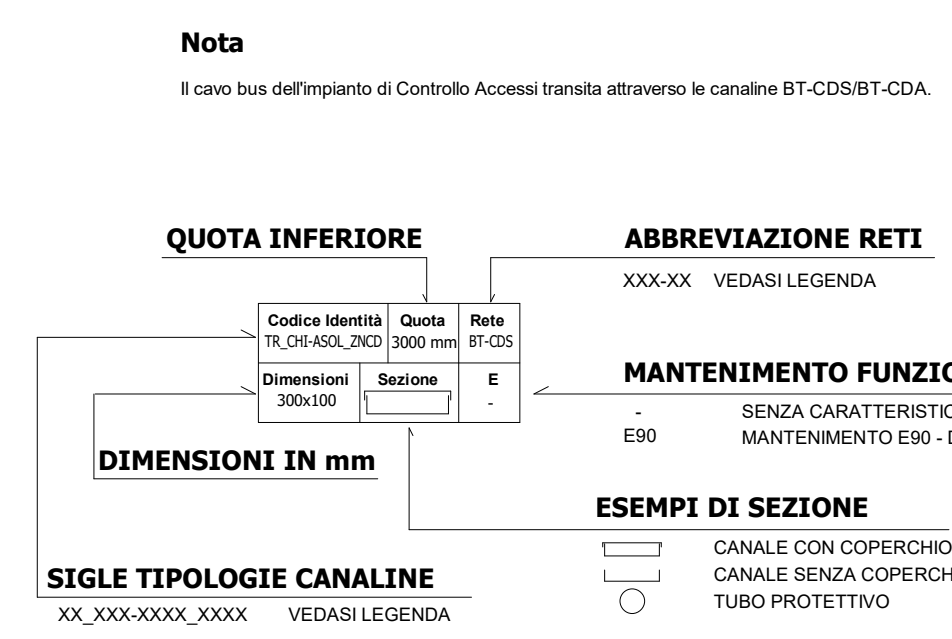 Nota
Il cavo bus dell'impianto di Controllo Accessi transita attraverso le canaline BT-CDS/BT-CDA.
QUOTA INFERIORE
ABBREVIAZIONE RETI
XXX-XX VEDASI LEGENDA
Codice Identità Quota Rete
TR_CHI-ASOL_ZNCD 3000 mm BT-CDS
Dimensioni Sezione E
300x100 -
MANTENIMENTO FUNZIO
- SENZA CARATTERISTIC
E90 MANTENIMENTO E90 - D
DIMENSIONI IN mm
ESEMPI DI SEZIONE
CANALE CON COPERCHIO
CANALE SENZA COPERCH
TUBO PROTETTIVO
SIGLE TIPOLOGIE CANALINE
XX_XXX-XXXX_XXXX VEDASI LEGENDA